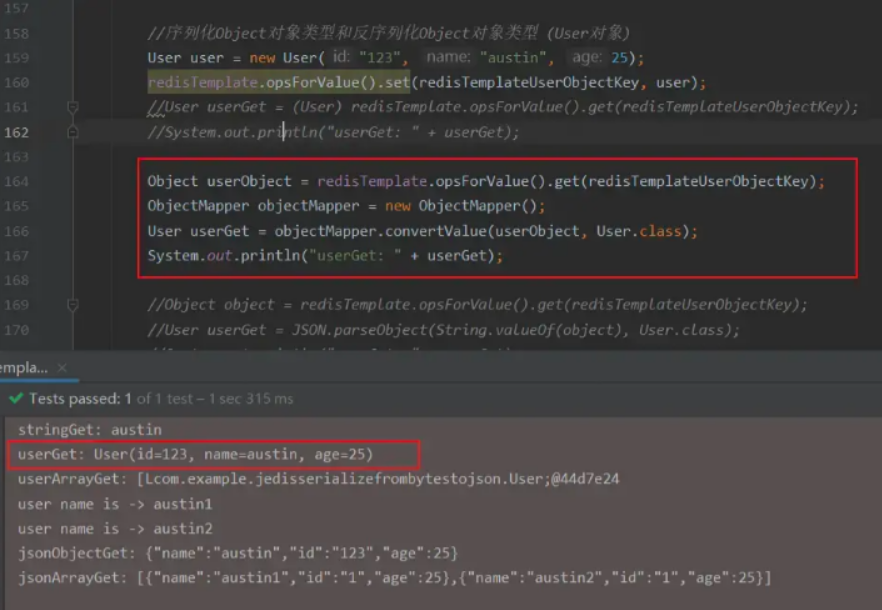 157
158 //序列化Object对象类型和反序列化Object对象类型 (User对象)
159 User user = new User( id: "123", name: "austin", age: 25);
160 redisTemplate.opsForValue().set(redisTemplateUserObjectKey, user);
161 //User userGet = (User) redisTemplate.opsForValue().get(redisTemplateUserObjectKey);
162 //System.out.println("userGet: " + userGet);
163
164 Object userObject = redisTemplate.opsForValue().get(redisTemplateUserObjectKey);
165 ObjectMapper objectMapper = new ObjectMapper();
166 User userGet = objectMapper.convertValue(userObject, User.class);
167 System.out.println("userGet: " + userGet);
168
169 //Object object = redisTemplate.opsForValue().get(redisTemplateUserObjectKey);
170 //User userGet = JSON.parseObject(String.valueOf(object), User.class);
empla... ×
Tests passed: 1 of 1 test – 1 sec 315 ms
stringGet: austin
userGet: User(id=123, name=austin, age=25)
userArrayGet: [Lcom.example.jedisserializefrombytestojson.User;@44d7e24
user name is -> austin1
user name is -> austin2
jsonObjectGet: {"name":"austin","id":"123","age":25}
jsonArrayGet: [{"name":"austin1","id":"1","age":25},{"name":"austin2","id":"1","age":25}]